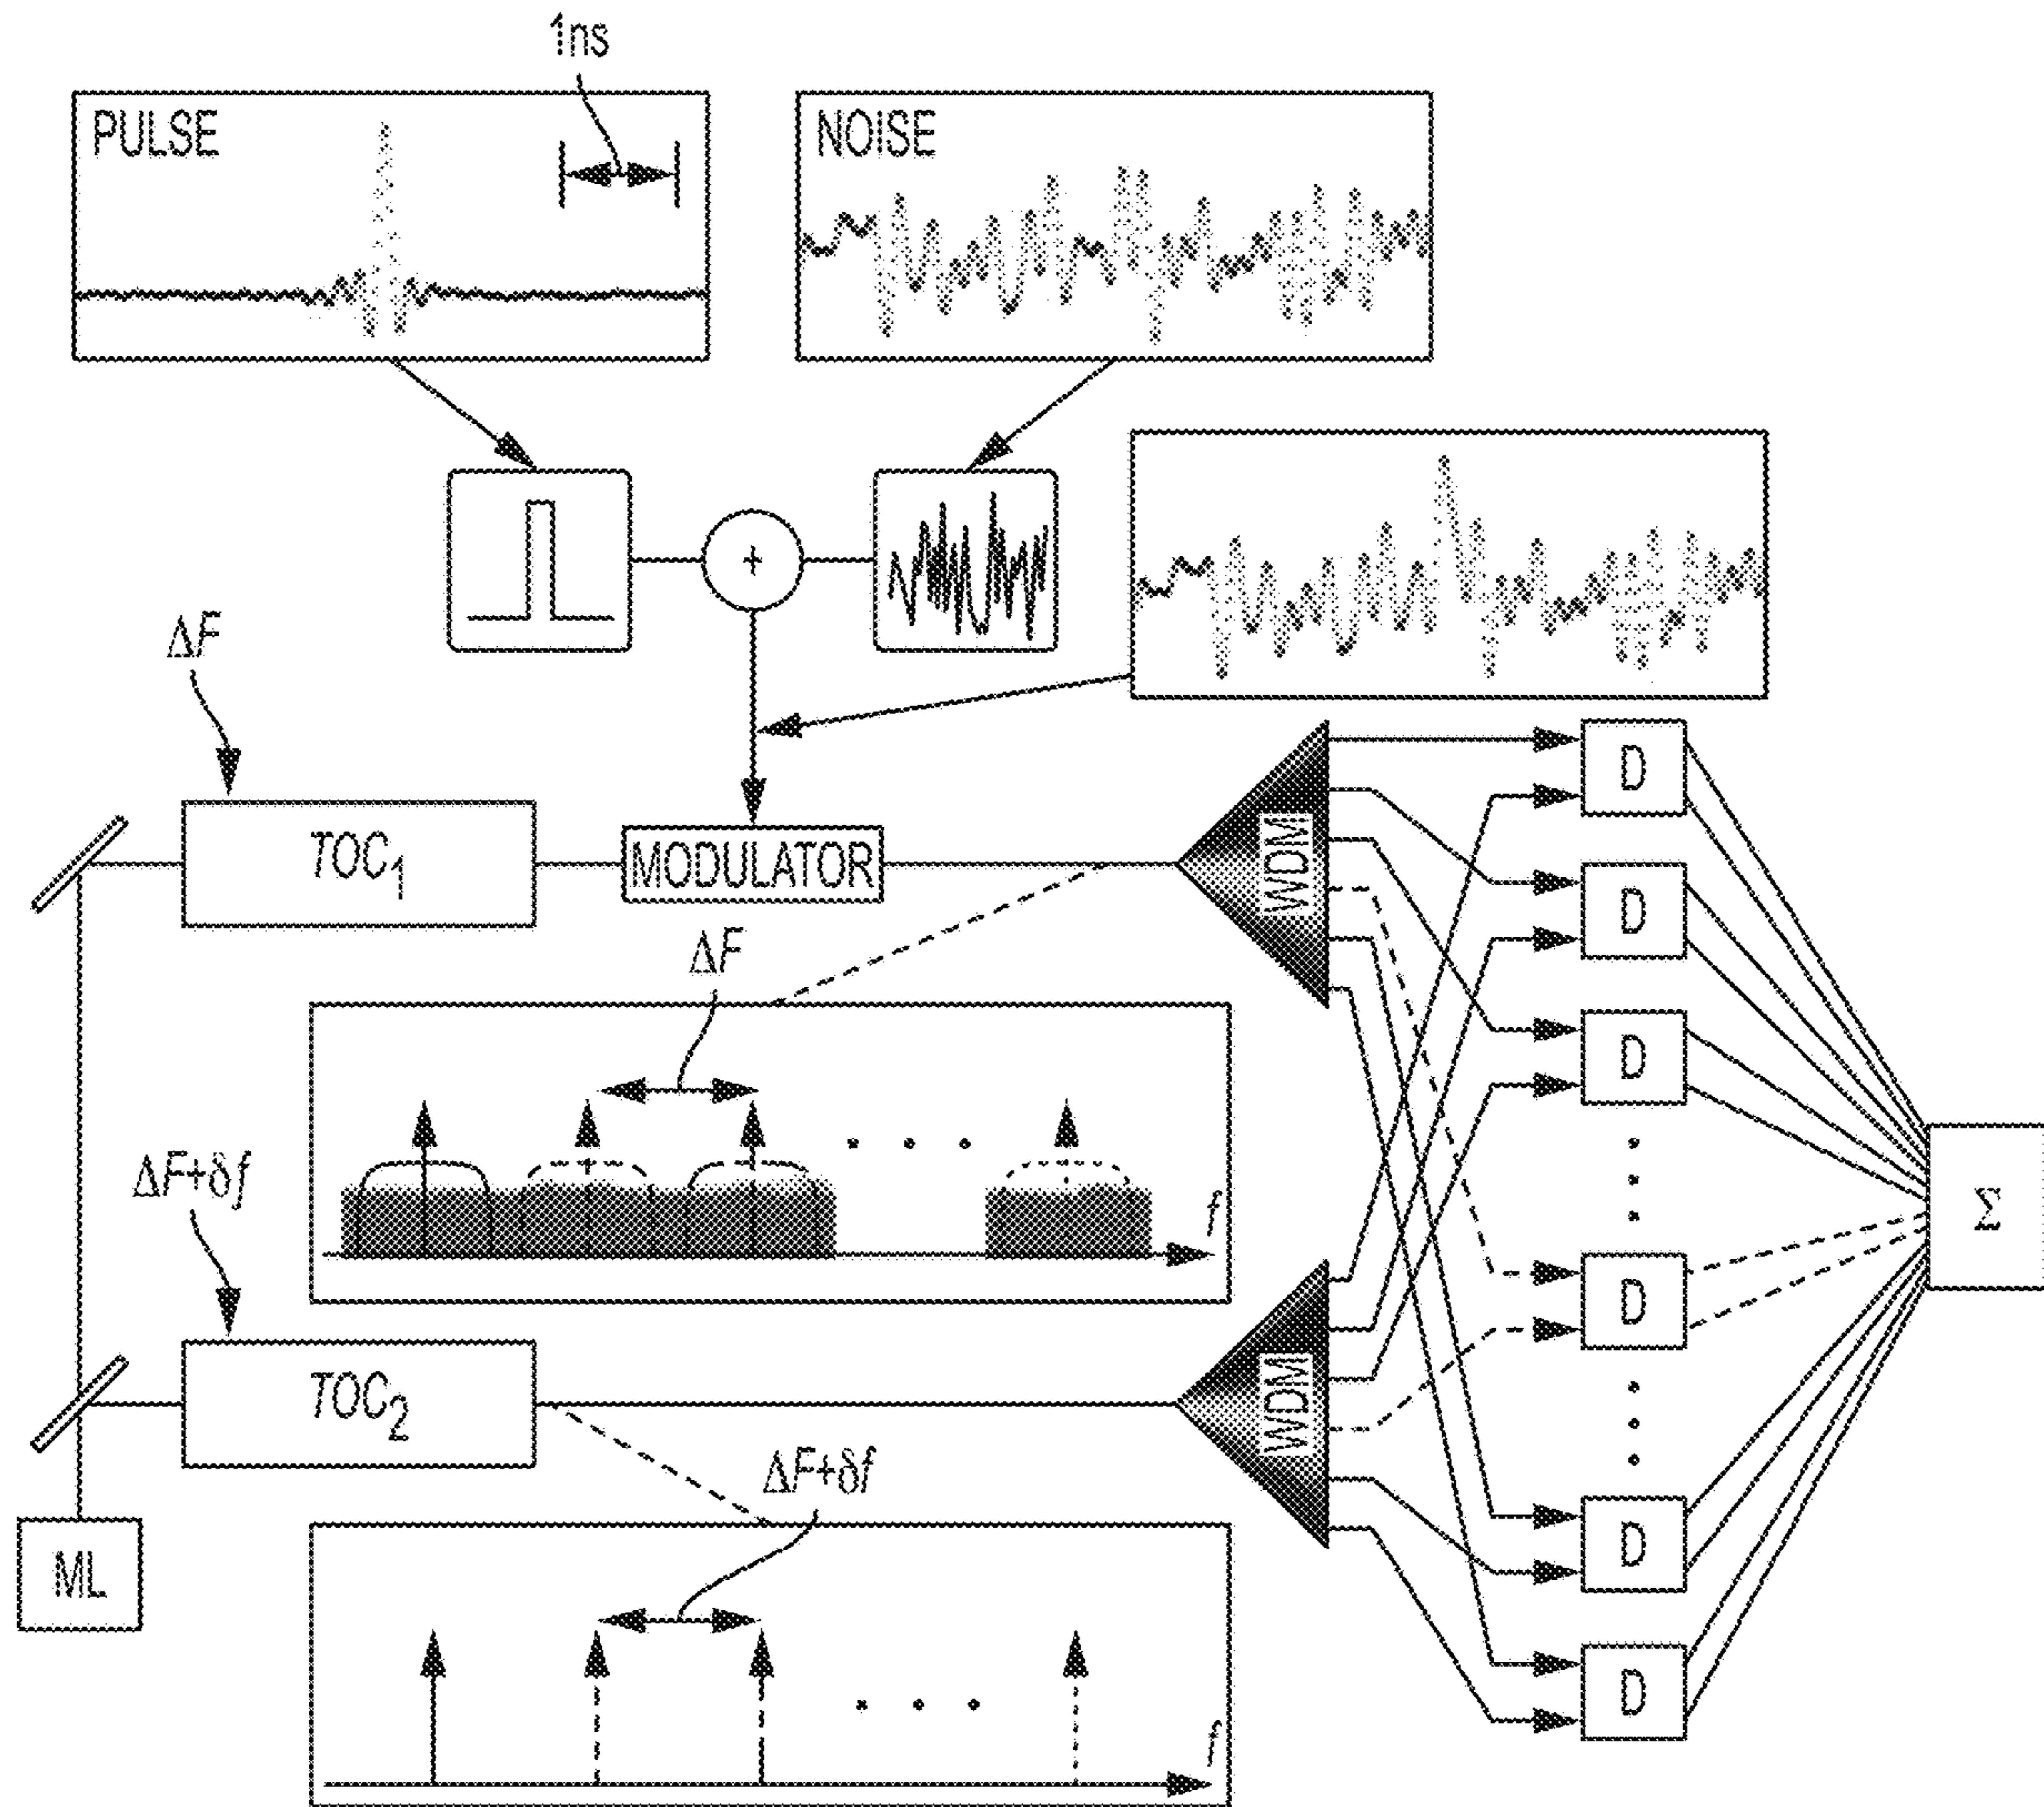 1ns
PULSE
NOISE
+
ΔF
TOC₁
MODULATOR
WDM
D
D
ΔF
D
f
ΔF+δf
Σ
D
TOC₂
WDM
ΔF+δf
D
ML
D
f